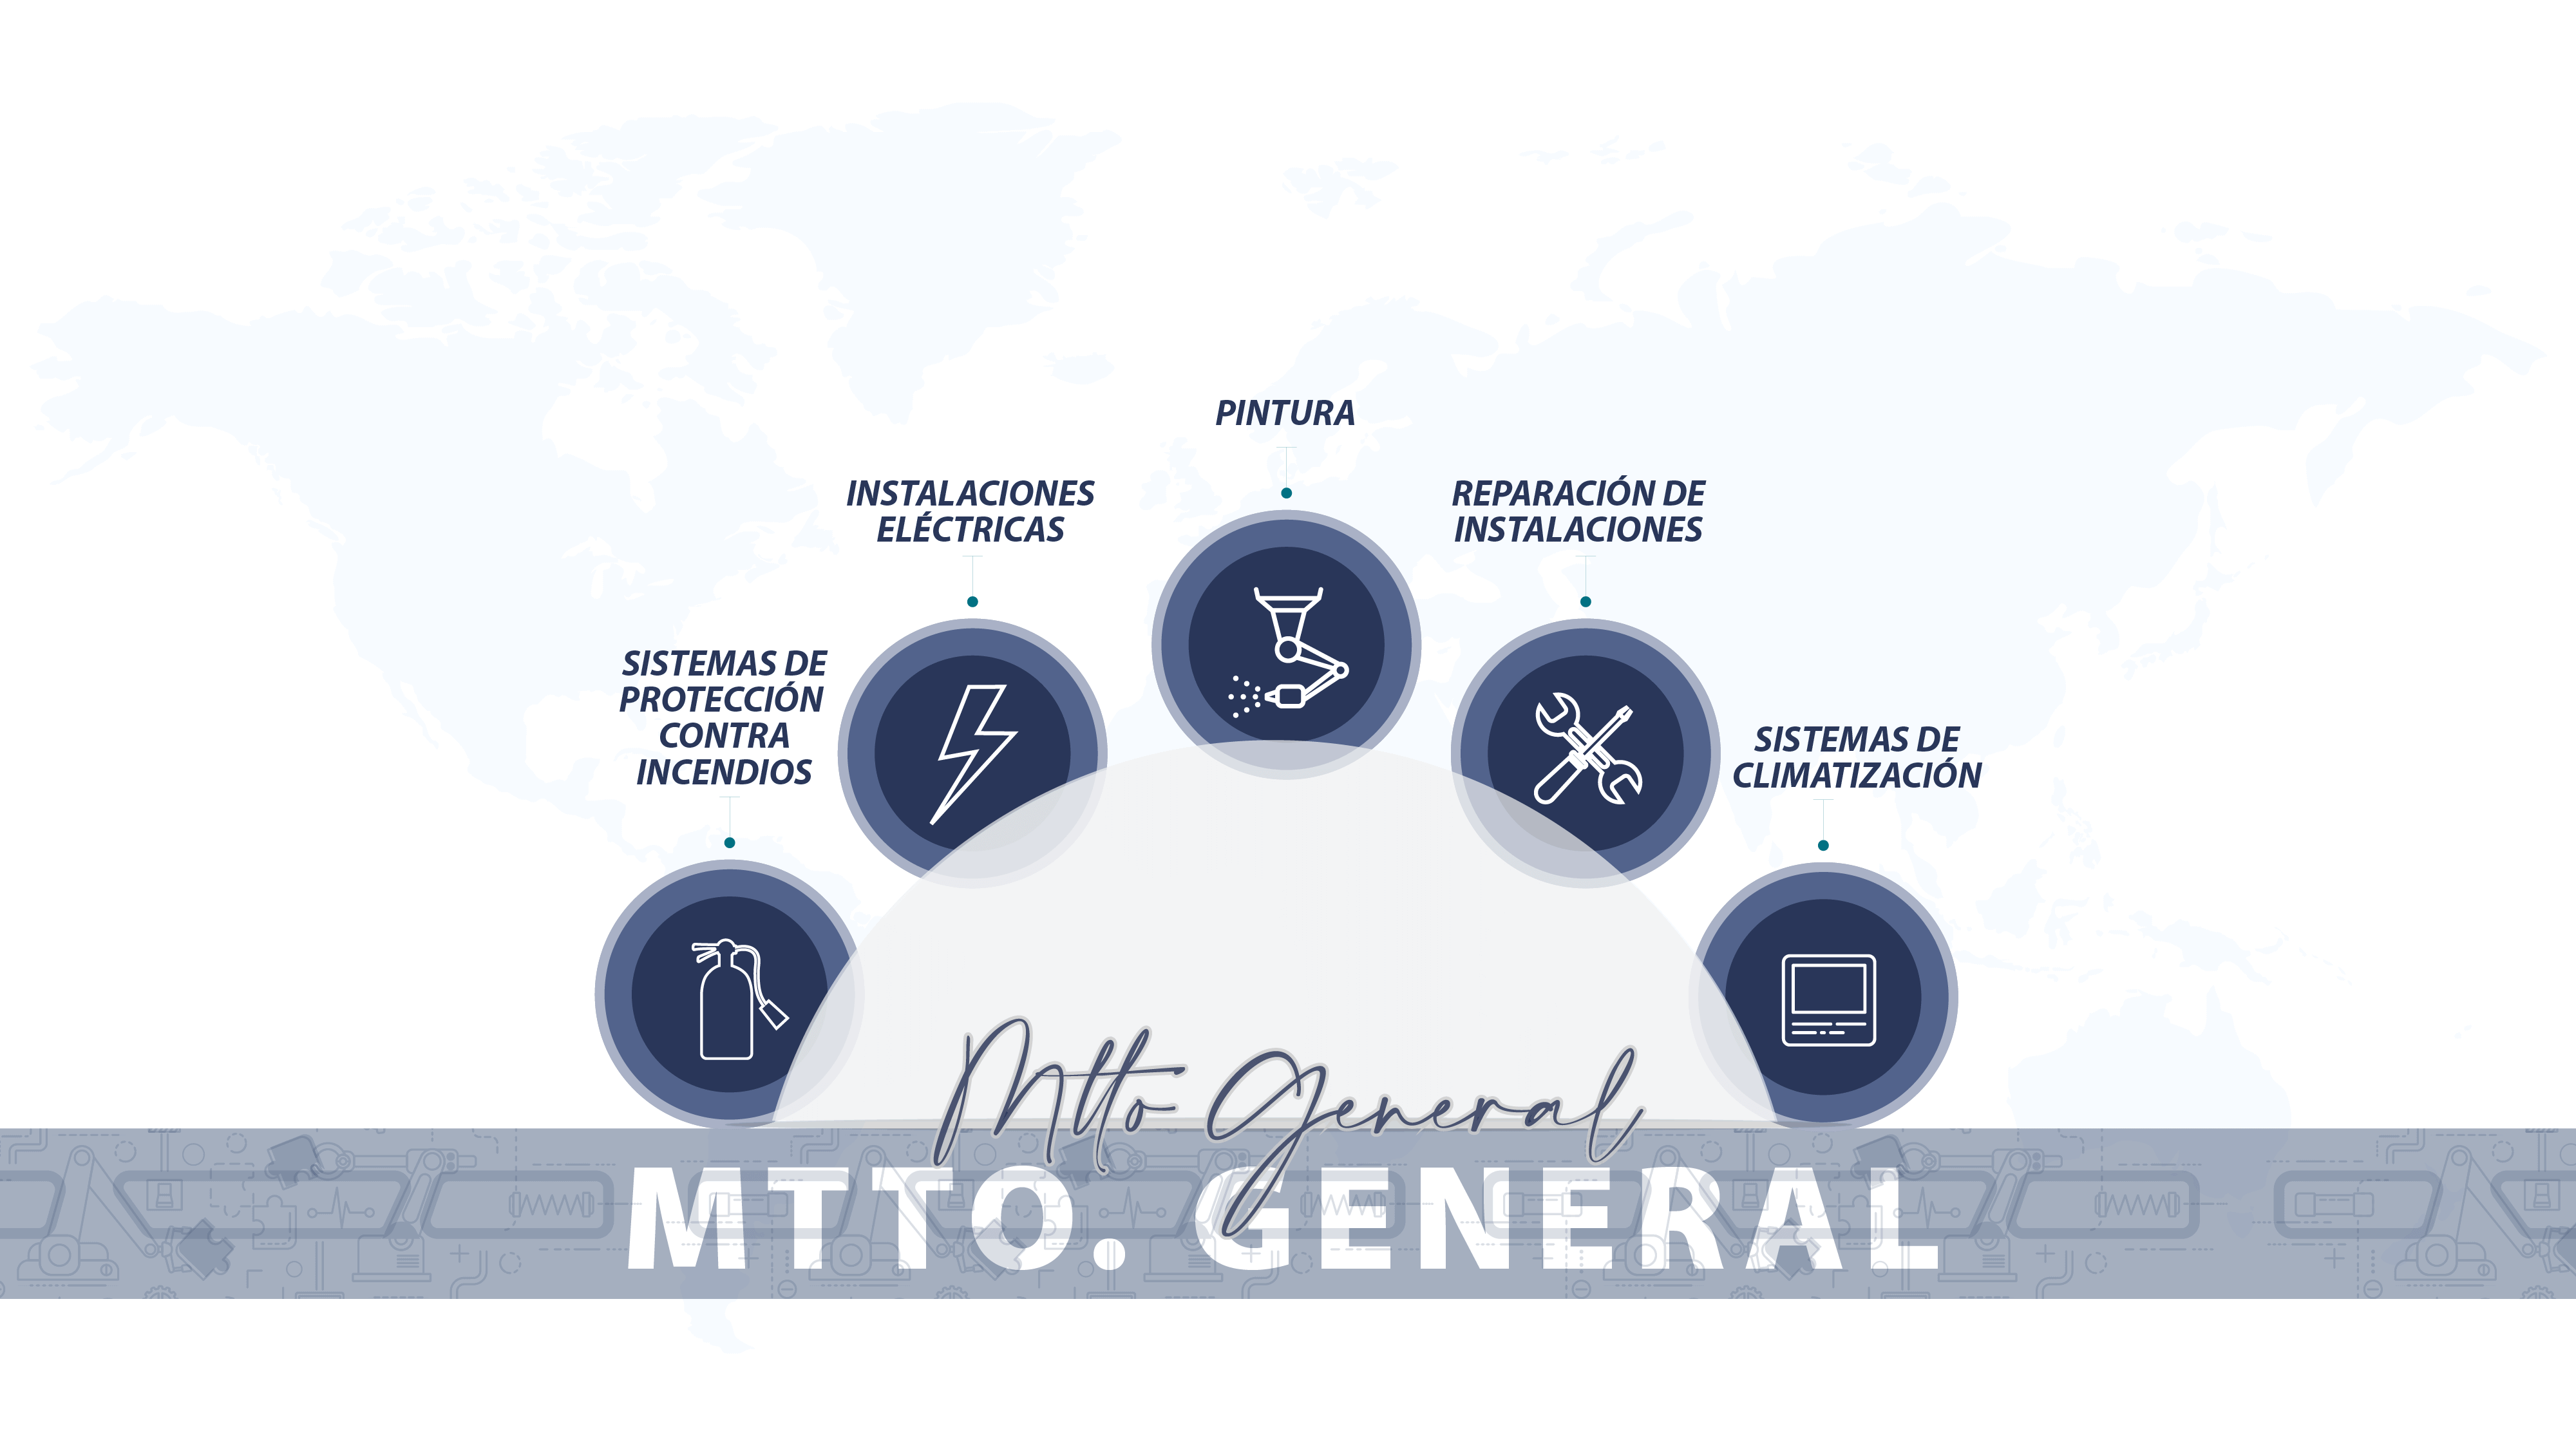 PINTURA
INSTALACIONES
ELÉCTRICAS
REPARACIÓN DE
INSTALACIONES
SISTEMAS DE
PROTECCIÓN
CONTRA
INCENDIOS
SISTEMAS DE
CLIMATIZACIÓN
Mtto General
MTTO. GENERAL